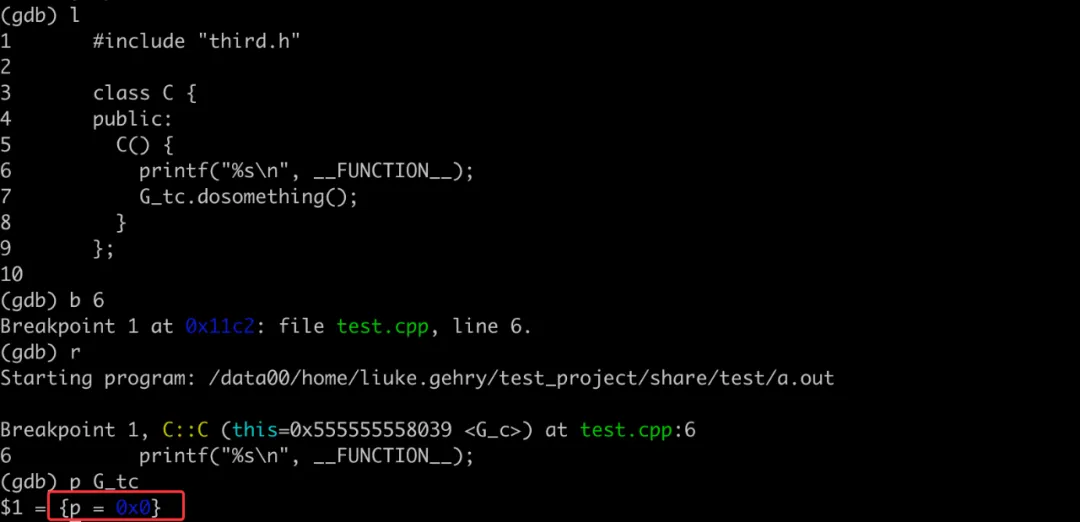 (gdb) l
1       #include "third.h"
2
3       class C {
4       public:
5         C() {
6           printf("%s\n", __FUNCTION__);
7           G_tc.dosomething();
8         }
9       };
10
(gdb) b 6
Breakpoint 1 at 0x11c2: file test.cpp, line 6.
(gdb) r
Starting program: /data00/home/liuke.gehry/test_project/share/test/a.out

Breakpoint 1, C::C (this=0x555555558039 <G_c>) at test.cpp:6
6           printf("%s\n", __FUNCTION__);
(gdb) p G_tc
$1 = {p = 0x0}